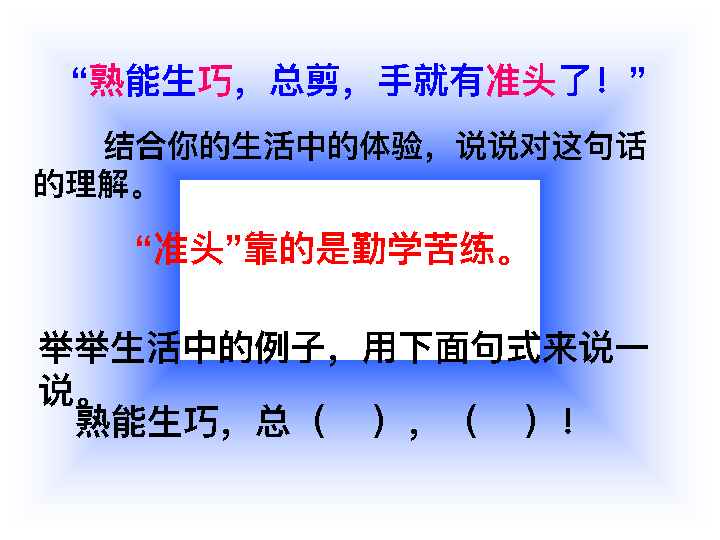 “熟能生巧，总剪，手就有准头了！”
结合你的生活中的体验，说说对这句话
的理解。
“准头”靠的是勤学苦练。
举举生活中的例子，用下面句式来说一
说。
熟能生巧，总（　），（　）！